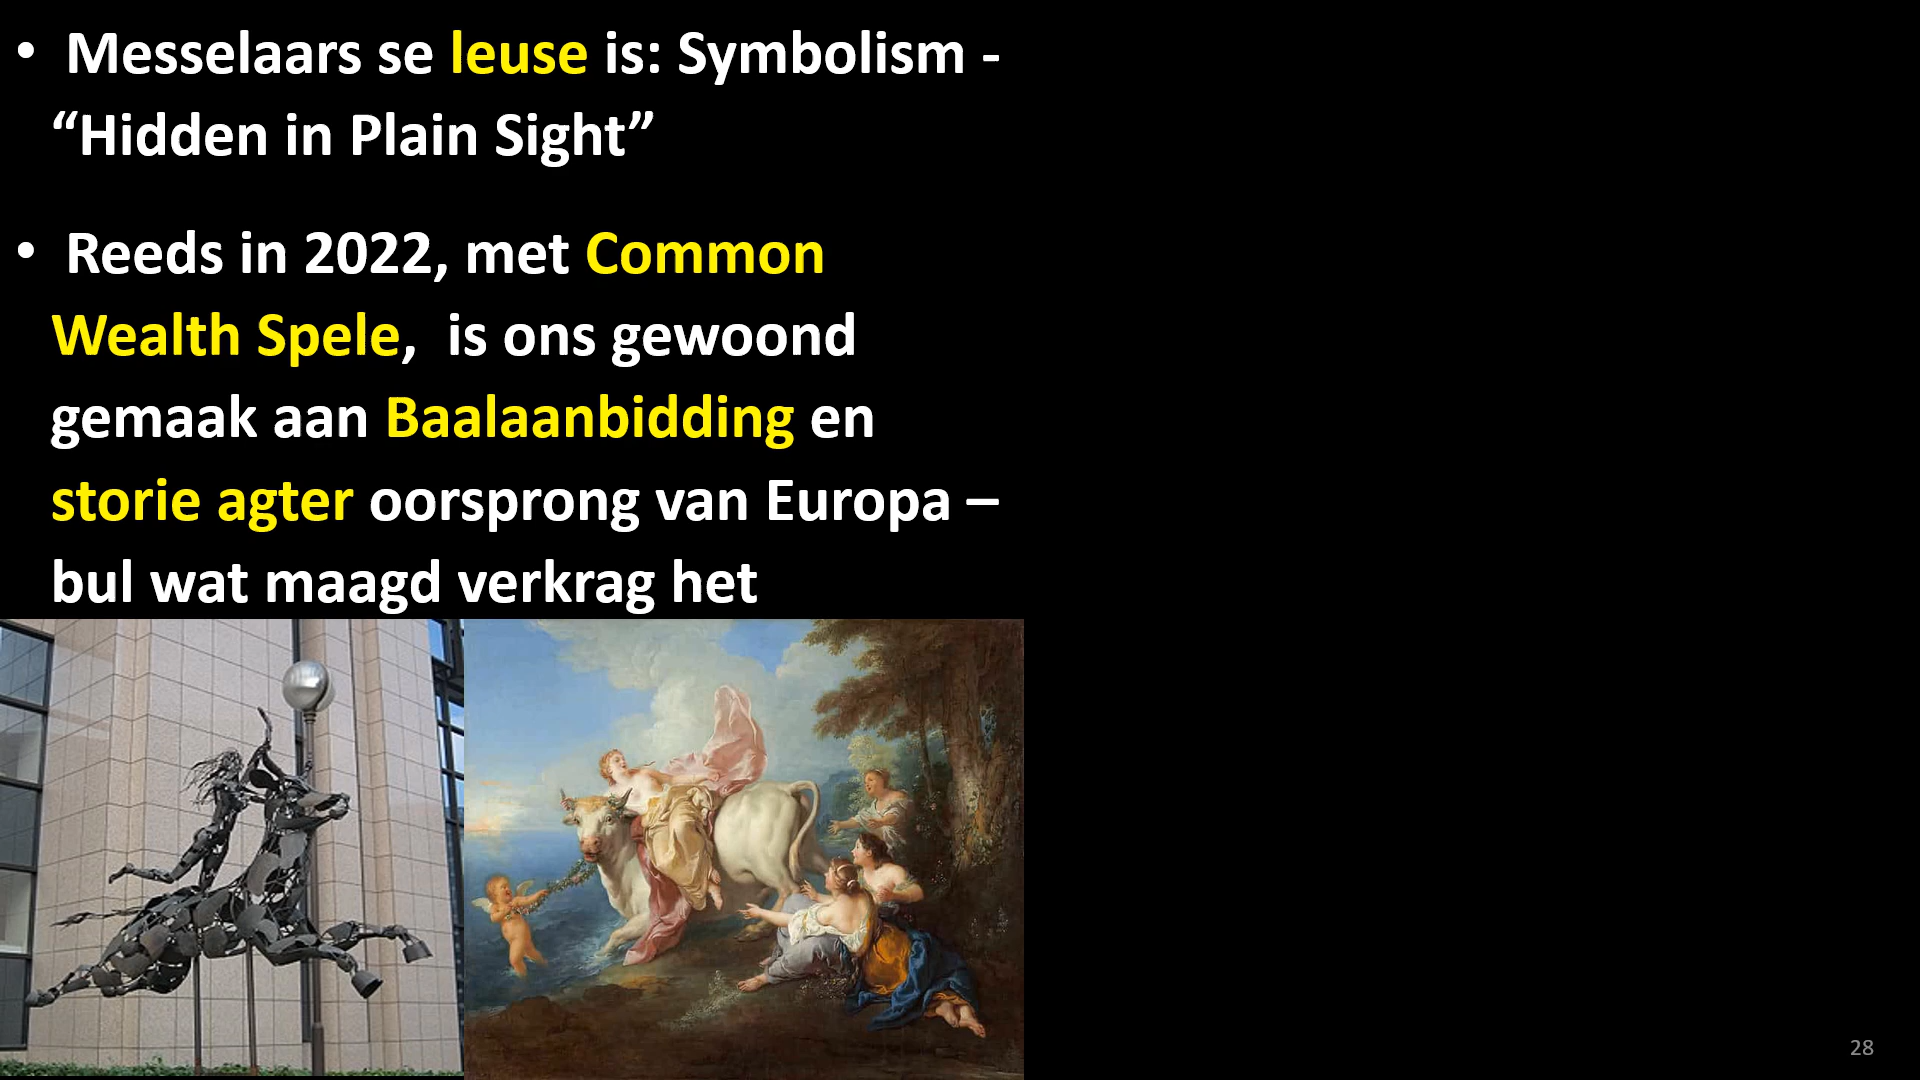 • Messelaars se leuse is: Symbolism -
“Hidden in Plain Sight”
• Reeds in 2022, met Common
Wealth Spele,  is ons gewoond
gemaak aan Baalaanbidding en
storie agter oorsprong van Europa –
bul wat maagd verkrag het
28